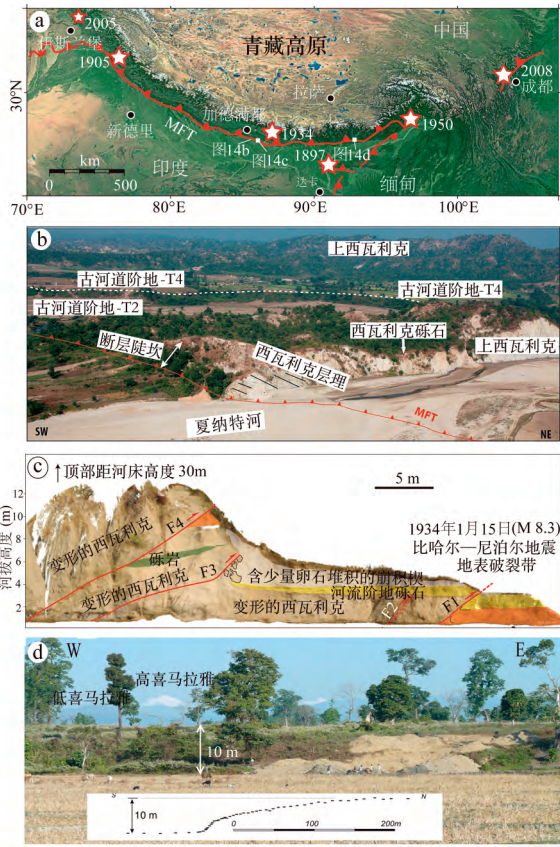 a
2005
伊斯兰堡
1905
青藏高原
中国
2008
成都
拉萨
30°N
新德里
MFT
加德满都
1934
1950
图14b
图14c
1897
图14d
印度
缅甸
达卡
0
km
500
70°E
80°E
90°E
100°E
b
上西瓦利克
古河道阶地-T4
古河道阶地-T4
古河道阶地-T2
西瓦利克砾石
断层陡坎
上西瓦利克
西瓦利克层理
夏纳特河
MFT
SW
NE
c
顶部距河床高度 30m
5 m
河拔高度 (m)
12
10
8
6
4
2
F4
变形的西瓦利克
砾岩
F3
变形的西瓦利克
1934年1月15日(M 8.3)
比哈尔—尼泊尔地震
地表破裂带
含少量卵石堆积的崩积楔
河流阶地砾石
变形的西瓦利克
F2
F1
d
W
E
高喜马拉雅
低喜马拉雅
10 m
S
N
10 m
0
100
200m